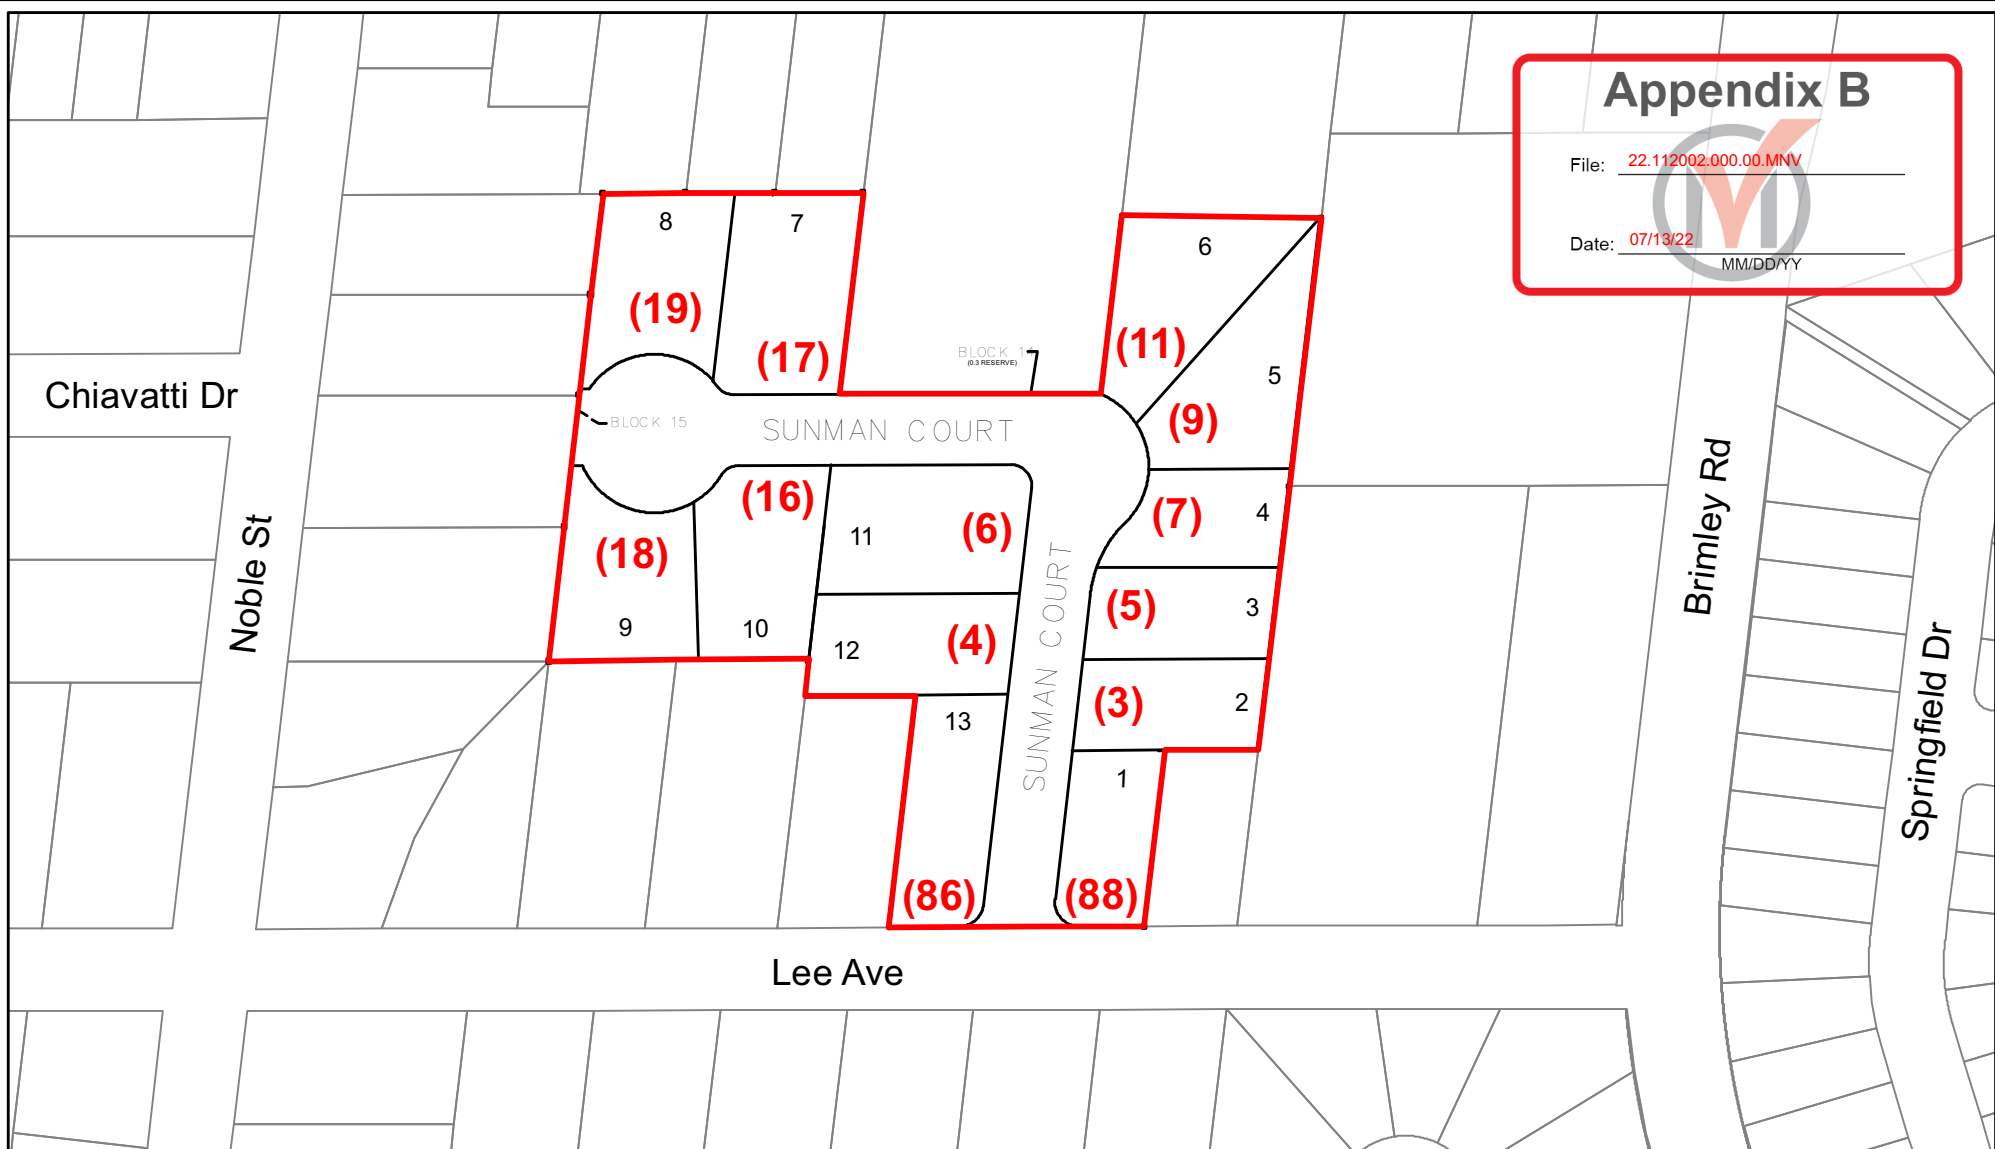 Appendix B
File: 22.112002.000.00.MNV
Date: 07/13/22
MM/DD/YY
8
7
6
(19)
(17)
(11)
5
BLOCK 14
(0.3 RESERVE)
Chiavatti Dr
BLOCK 15
SUNMAN COURT
(9)
(16)
(6)
(7)
4
11
(18)
Noble St
Brimley Rd
SUNMAN COURT
(5)
3
9
10
12
(4)
(3)
2
13
1
Springfield Dr
(86)
(88)
Lee Ave